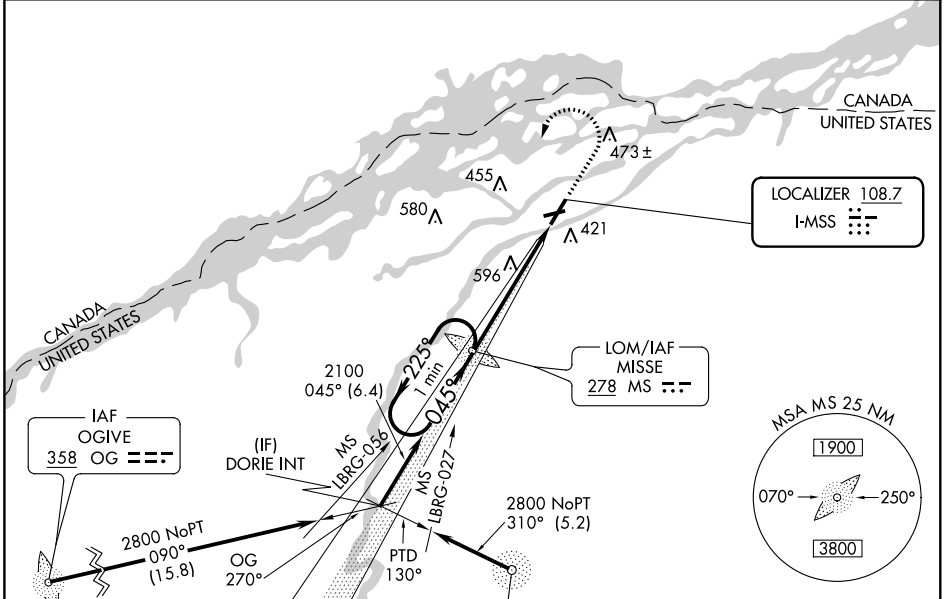 CANADA
UNITED STATES
473 ±
455
580
421
596
LOCALIZER 108.7
I-MSS
CANADA
UNITED STATES
LOM/IAF
MISSE
278 MS
2100
045° (6.4)
225°
1 min
045°
IAF
OGIVE
358 OG
(IF)
DORIE INT
MS
LBRG-056
MS
LBRG-027
2800 NoPT
090°
(15.8)
OG
270°
PTD
130°
2800 NoPT
310° (5.2)
MSA MS 25 NM
1900
070°
250°
3800